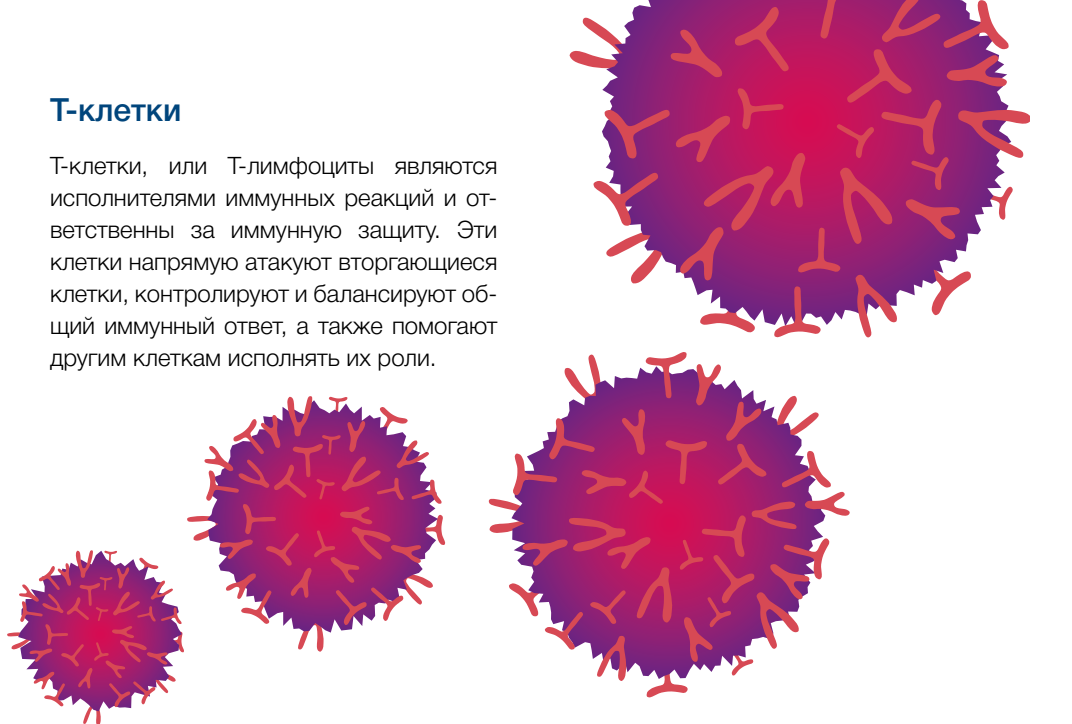 Т-клетки
Т-клетки, или Т-лимфоциты являются
исполнителями иммунных реакций и от-
ветственны за иммунную защиту. Эти
клетки напрямую атакуют вторгающиеся
клетки, контролируют и балансируют об-
щий иммунный ответ, а также помогают
другим клеткам исполнять их роли.